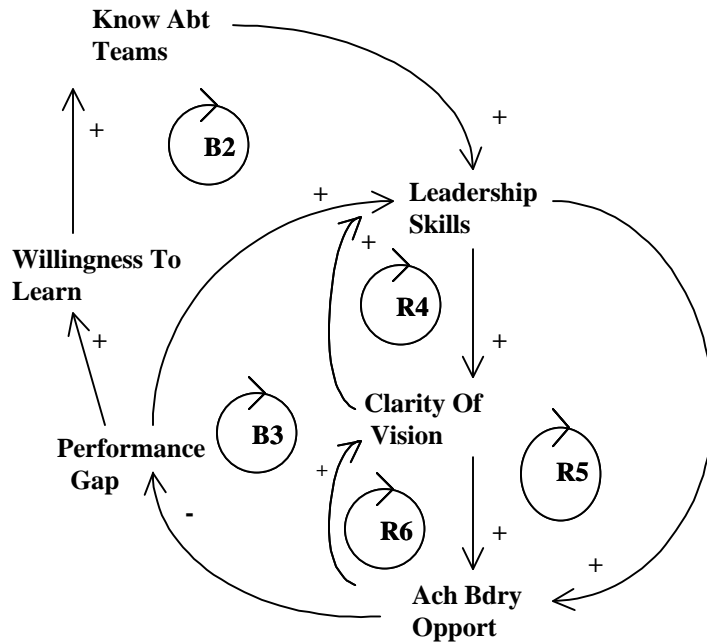 Know Abt
Teams
+
+
B2
+
Leadership
Skills
+
Willingness To
Learn
R4
+
+
Clarity Of
Vision
B3
Performance
Gap
+
R5
-
R6
+
+
Ach Bdry
Opport